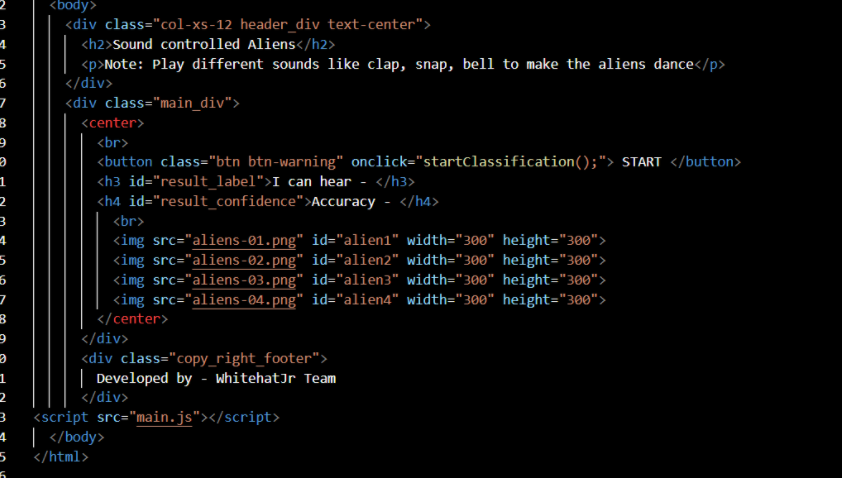 2 <body>
3 <div class="col-xs-12 header_div text-center">
4 <h2>Sound controlled Aliens</h2>
5 <p>Note: Play different sounds like clap, snap, bell to make the aliens dance</p>
6 </div>
7 <div class="main_div">
8 <center>
9 <br>
0 <button class="btn btn-warning" onclick="startClassification();"> START </button>
1 <h3 id="result_label">I can hear - </h3>
2 <h4 id="result_confidence">Accuracy - </h4>
3 <br>
4 <img src="aliens-01.png" id="alien1" width="300" height="300">
5 <img src="aliens-02.png" id="alien2" width="300" height="300">
6 <img src="aliens-03.png" id="alien3" width="300" height="300">
7 <img src="aliens-04.png" id="alien4" width="300" height="300">
8 </center>
9 </div>
0 <div class="copy_right_footer">
1 Developed by - WhitehatJr Team
2 </div>
3 <script src="main.js"></script>
4 </body>
5 </html>
6